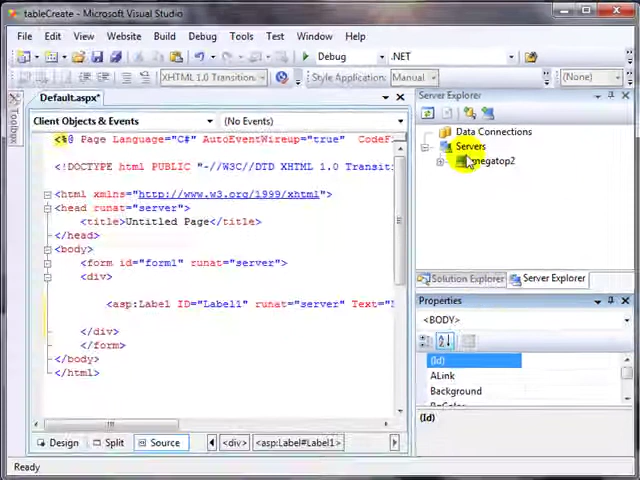 tableCreate - Microsoft Visual Studio
File Edit View Website Build Debug Tools Test Window Help
Debug .NET
XHTML 1.0 Transition Style Application: Manual (None)
Toolbox
Default.aspx*
Client Objects & Events (No Events)
<%@ Page Language="C#" AutoEventWireup="true" CodeF
<!DOCTYPE html PUBLIC "-//W3C//DTD XHTML 1.0 Transit
<html xmlns="http://www.w3.org/1999/xhtml">
<head runat="server">
<title>Untitled Page</title>
</head>
<body>
<form id="form1" runat="server">
<div>
<asp:Label ID="Label1" runat="server" Text="
</div>
</form>
</body>
</html>
Design Split Source <div> <asp:Label#Label1>
Server Explorer
Data Connections
Servers
megatop2
Solution Explorer Server Explorer
Properties
<BODY>
(Id)
ALink
Background
BgColor
(Id)
Ready